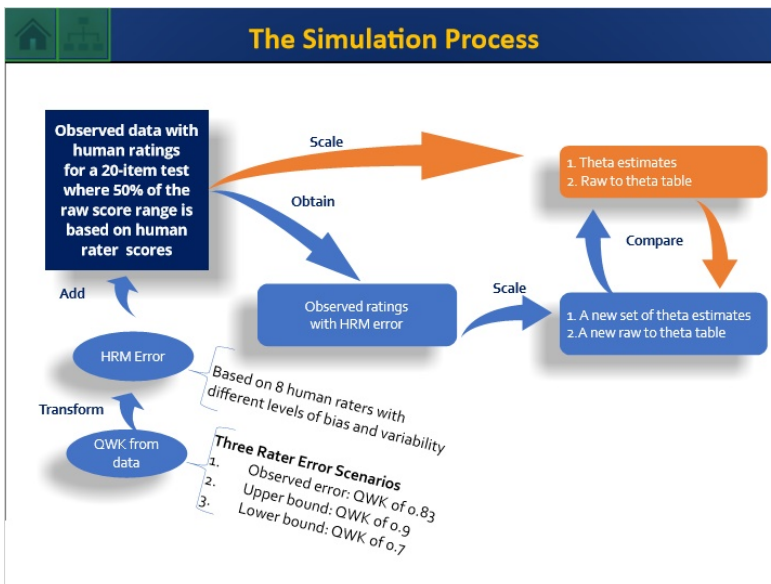 The Simulation Process
Observed data with
human ratings
for a 20-item test
where 50% of the
raw score range is
based on human
rater scores
Scale
1. Theta estimates
2. Raw to theta table
Obtain
Compare
Add
Observed ratings
with HRM error
Scale
1. A new set of theta estimates
2.A new raw to theta table
HRM Error
Based on 8 human raters with
different levels of bias and variability
Transform
QWK from
data
Three Rater Error Scenarios
1. Observed error: QWK of 0.83
2. Upper bound: QWK of 0.9
3. Lower bound: QWK of 0.7